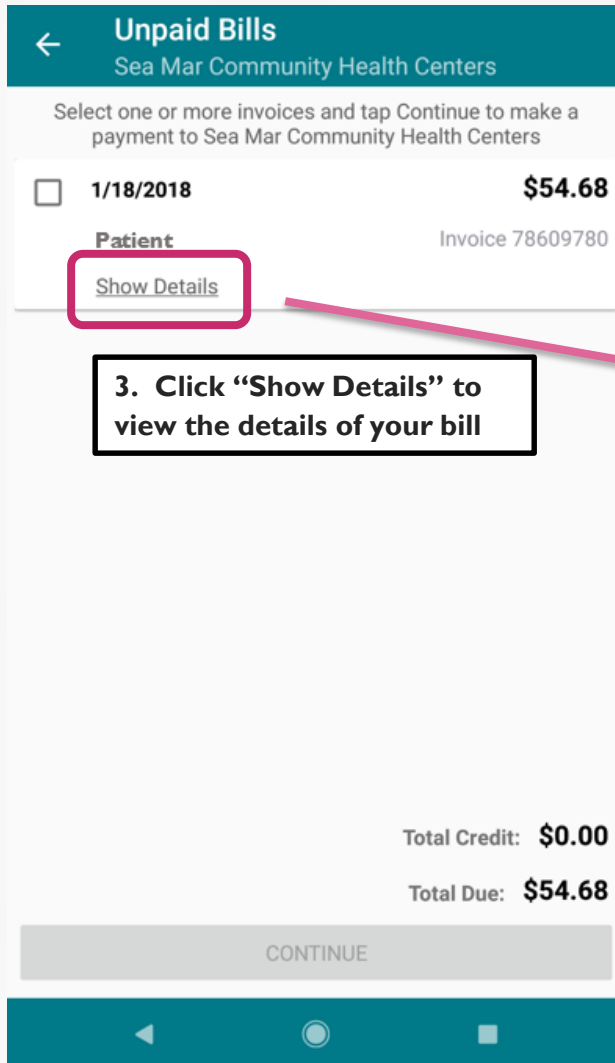 Unpaid Bills
Sea Mar Community Health Centers
Select one or more invoices and tap Continue to make a
payment to Sea Mar Community Health Centers
1/18/2018 $54.68
Patient Invoice 78609780
Show Details
3. Click “Show Details” to
view the details of your bill
Total Credit: $0.00
Total Due: $54.68
CONTINUE